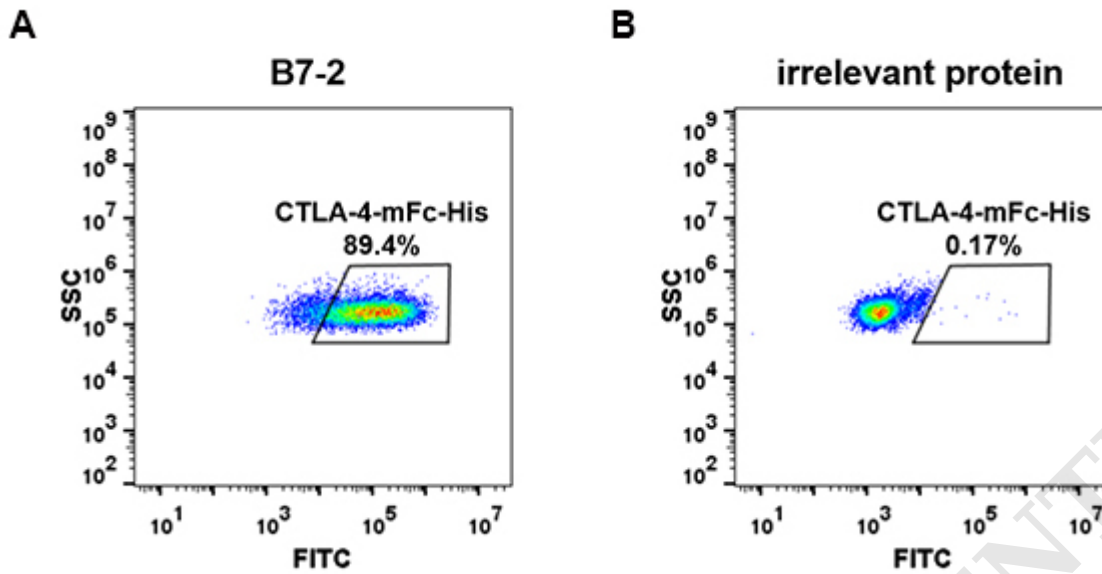 A
B7-2
CTLA-4-mFc-His
89.4%
SSC
10⁹
10⁸
10⁷
10⁶
10⁵
10⁴
10³
10²
10¹ 10³ 10⁵ 10⁷
FITC
B
irrelevant protein
CTLA-4-mFc-His
0.17%
SSC
10⁹
10⁸
10⁷
10⁶
10⁵
10⁴
10³
10²
10¹ 10³ 10⁵ 10⁷
FITC